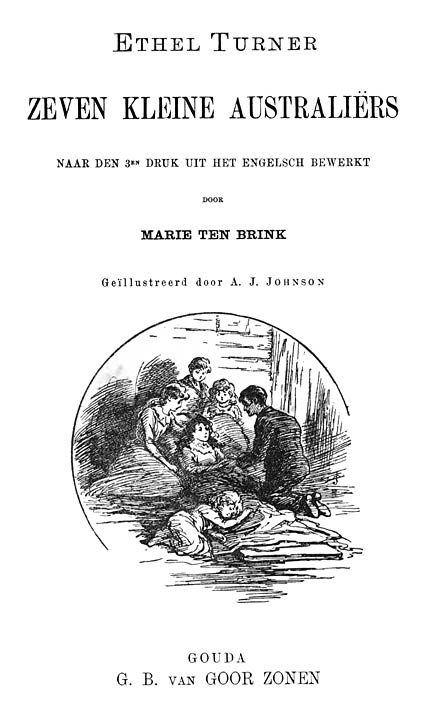 ETHEL TURNER
ZEVEN KLEINE AUSTRALIËRS
NAAR DEN 3EN DRUK UIT HET ENGELSCH BEWERKT
DOOR
MARIE TEN BRINK
Geïllustreerd door A. J. JOHNSON
GOUDA
G. B. VAN GOOR ZONEN